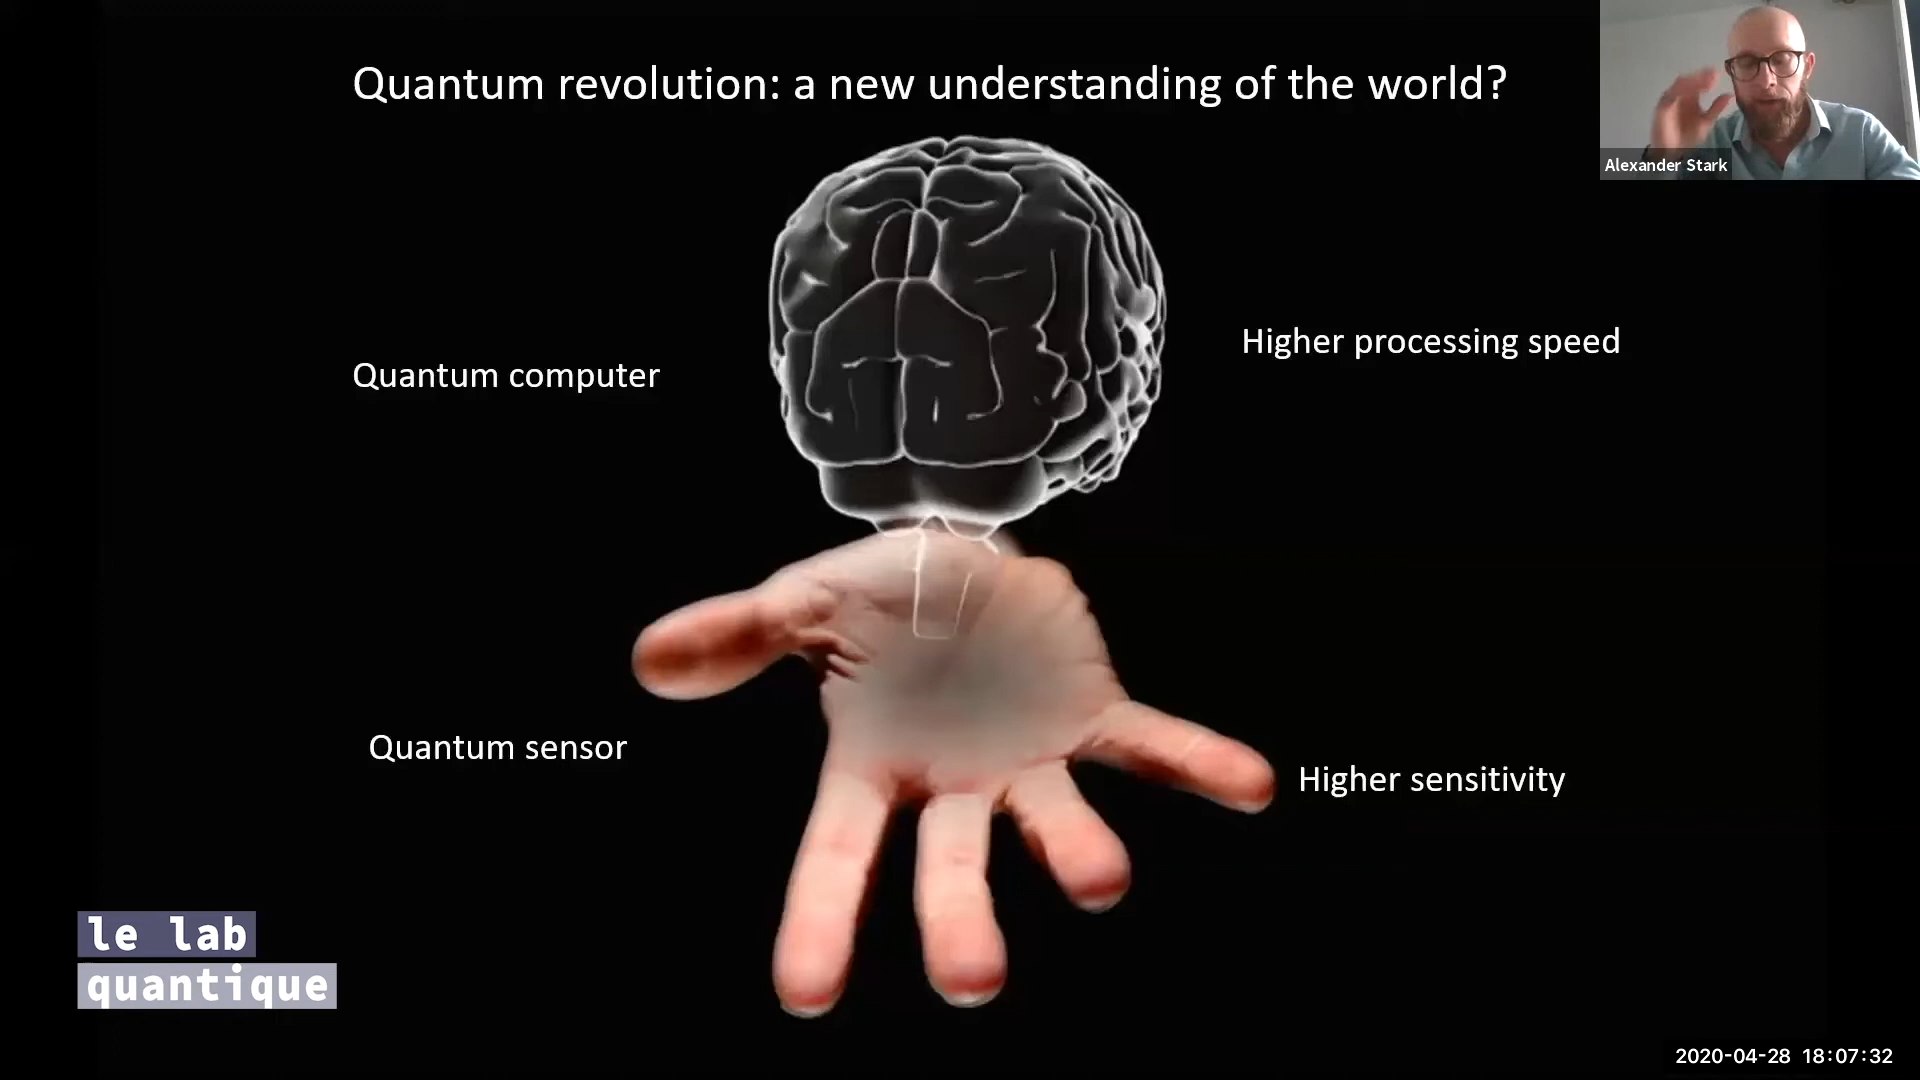 Quantum revolution: a new understanding of the world?
Alexander Stark
Higher processing speed
Quantum computer
Quantum sensor
Higher sensitivity
le lab
quantique
2020-04-28 18:07:32